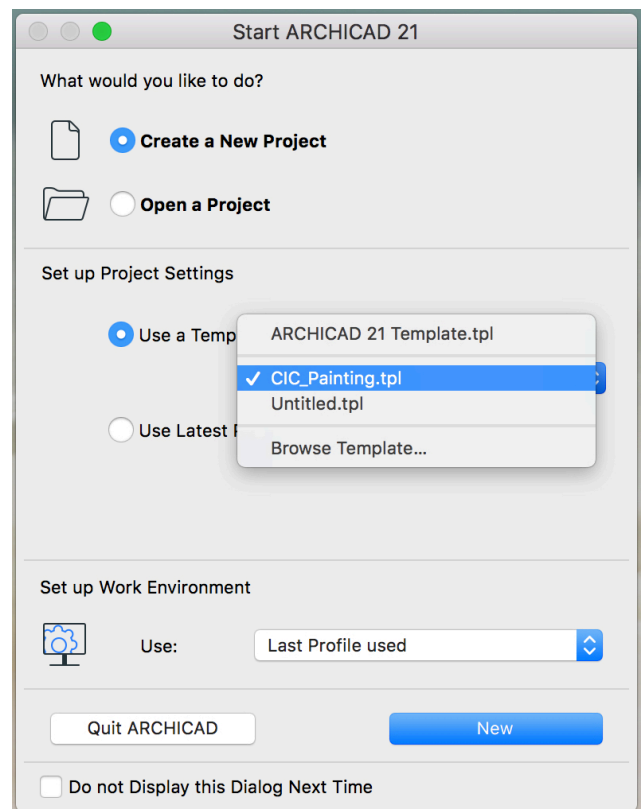 Start ARCHICAD 21
What would you like to do?
Create a New Project
Open a Project
Set up Project Settings
Use a Temp
ARCHICAD 21 Template.tpl
CIC_Painting.tpl
Untitled.tpl
Use Latest
Browse Template...
Set up Work Environment
Use: Last Profile used
Quit ARCHICAD New
Do not Display this Dialog Next Time